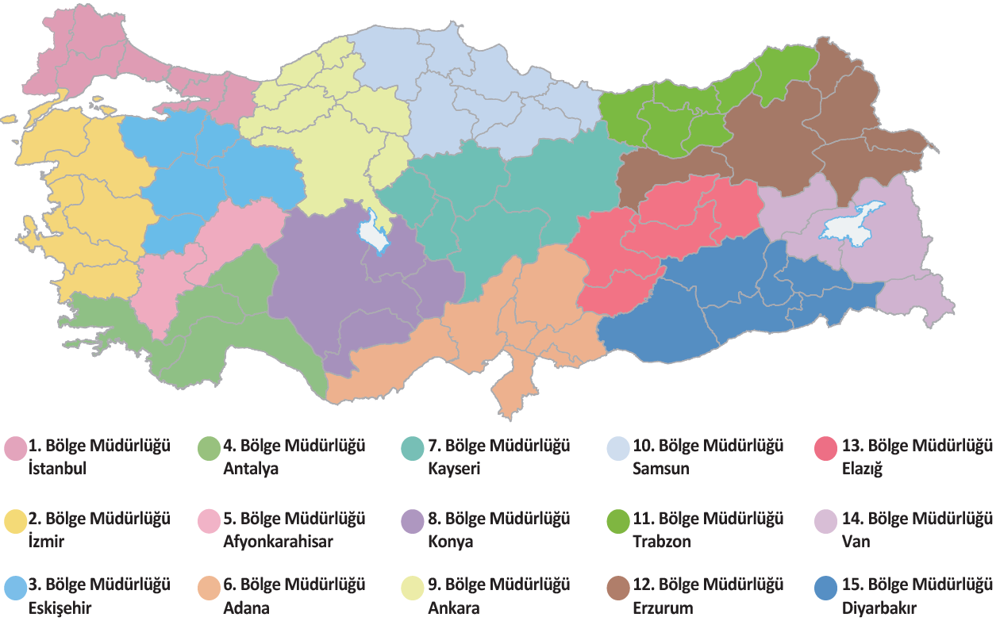 1. Bölge Müdürlüğü
İstanbul
4. Bölge Müdürlüğü
Antalya
7. Bölge Müdürlüğü
Kayseri
10. Bölge Müdürlüğü
Samsun
13. Bölge Müdürlüğü
Elazığ
2. Bölge Müdürlüğü
İzmir
5. Bölge Müdürlüğü
Afyonkarahisar
8. Bölge Müdürlüğü
Konya
11. Bölge Müdürlüğü
Trabzon
14. Bölge Müdürlüğü
Van
3. Bölge Müdürlüğü
Eskişehir
6. Bölge Müdürlüğü
Adana
9. Bölge Müdürlüğü
Ankara
12. Bölge Müdürlüğü
Erzurum
15. Bölge Müdürlüğü
Diyarbakır